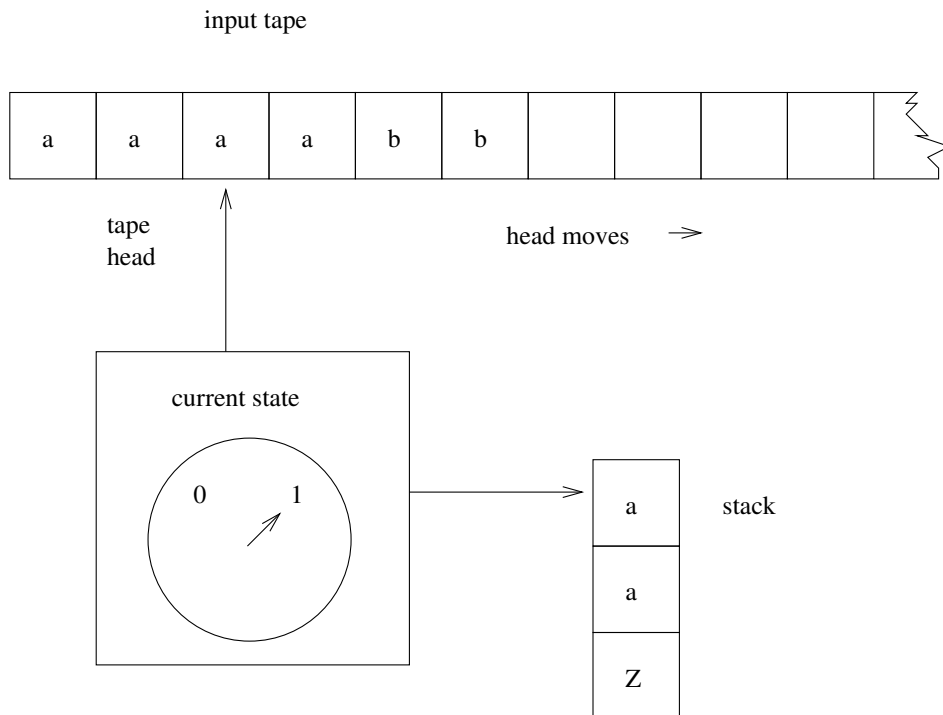 input tape
a a a a b b
tape
head
head moves
current state
0 1
a
stack
a
Z